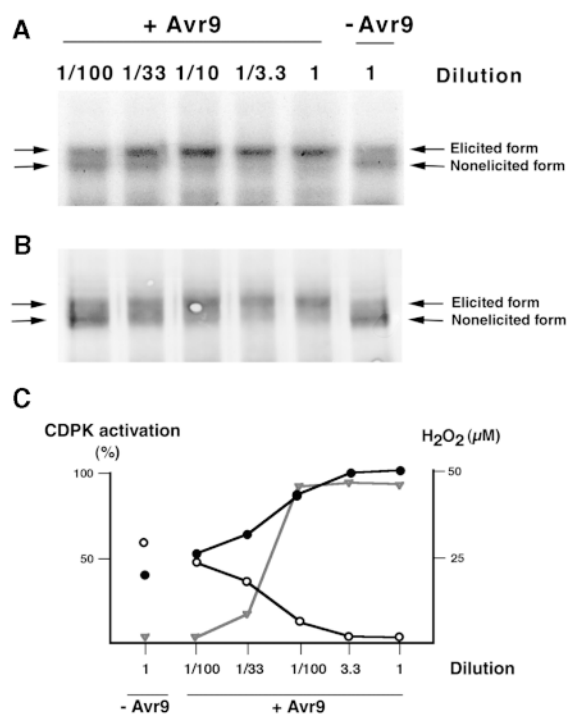 A
+ Avr9 - Avr9
1/100 1/33 1/10 1/3.3 1 1 Dilution
Elicited form
Nonelicited form
B
Elicited form
Nonelicited form
C
CDPK activation
(%)
H₂O₂ (µM)
100 50
50 25
1 1/100 1/33 1/100 3.3 1 Dilution
- Avr9 + Avr9